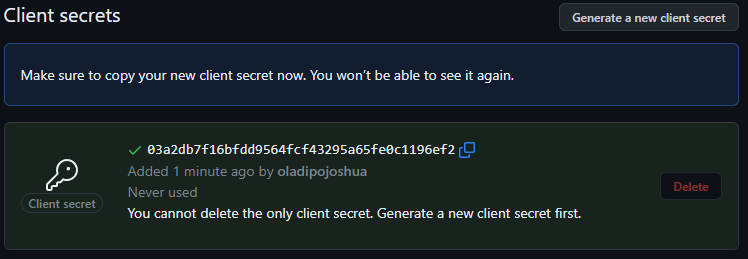 Client secrets
Generate a new client secret
Make sure to copy your new client secret now. You won’t be able to see it again.
03a2db7f16bfdd9564fcf43295a65fe0c1196ef2
Added 1 minute ago by oladipojoshua
Never used
Client secret
You cannot delete the only client secret. Generate a new client secret first.
Delete